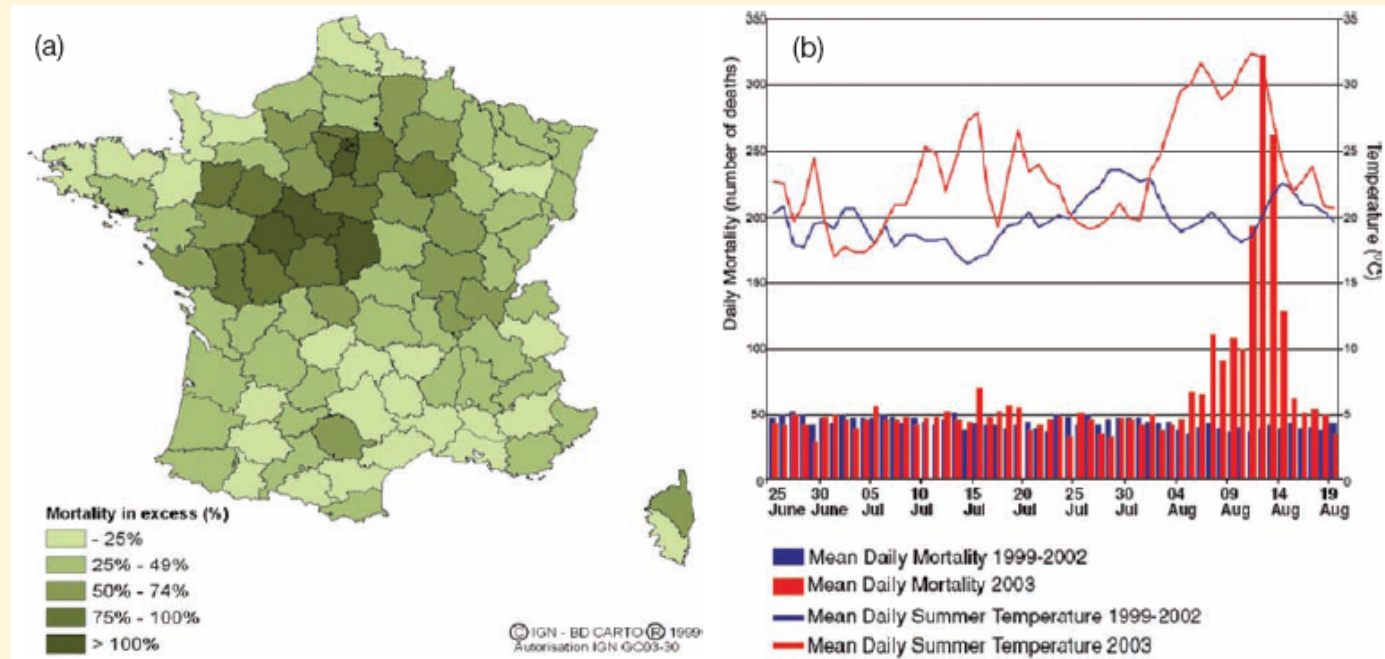 (a)
Mortality in excess (%)
- 25%
25% - 49%
50% - 74%
75% - 100%
> 100%
Ⓒ IGN - BD CARTO Ⓡ 1999
Autorisation IGN GC03-30
(b)
Daily Mortality (number of deaths)
350
300
250
200
150
100
50
0
35
30
25
20
15
10
5
0
Temperature (°C)
25 June
30 June
05 Jul
10 Jul
15 Jul
20 Jul
25 Jul
30 Jul
04 Aug
09 Aug
14 Aug
19 Aug
Mean Daily Mortality 1999-2002
Mean Daily Mortality 2003
Mean Daily Summer Temperature 1999-2002
Mean Daily Summer Temperature 2003